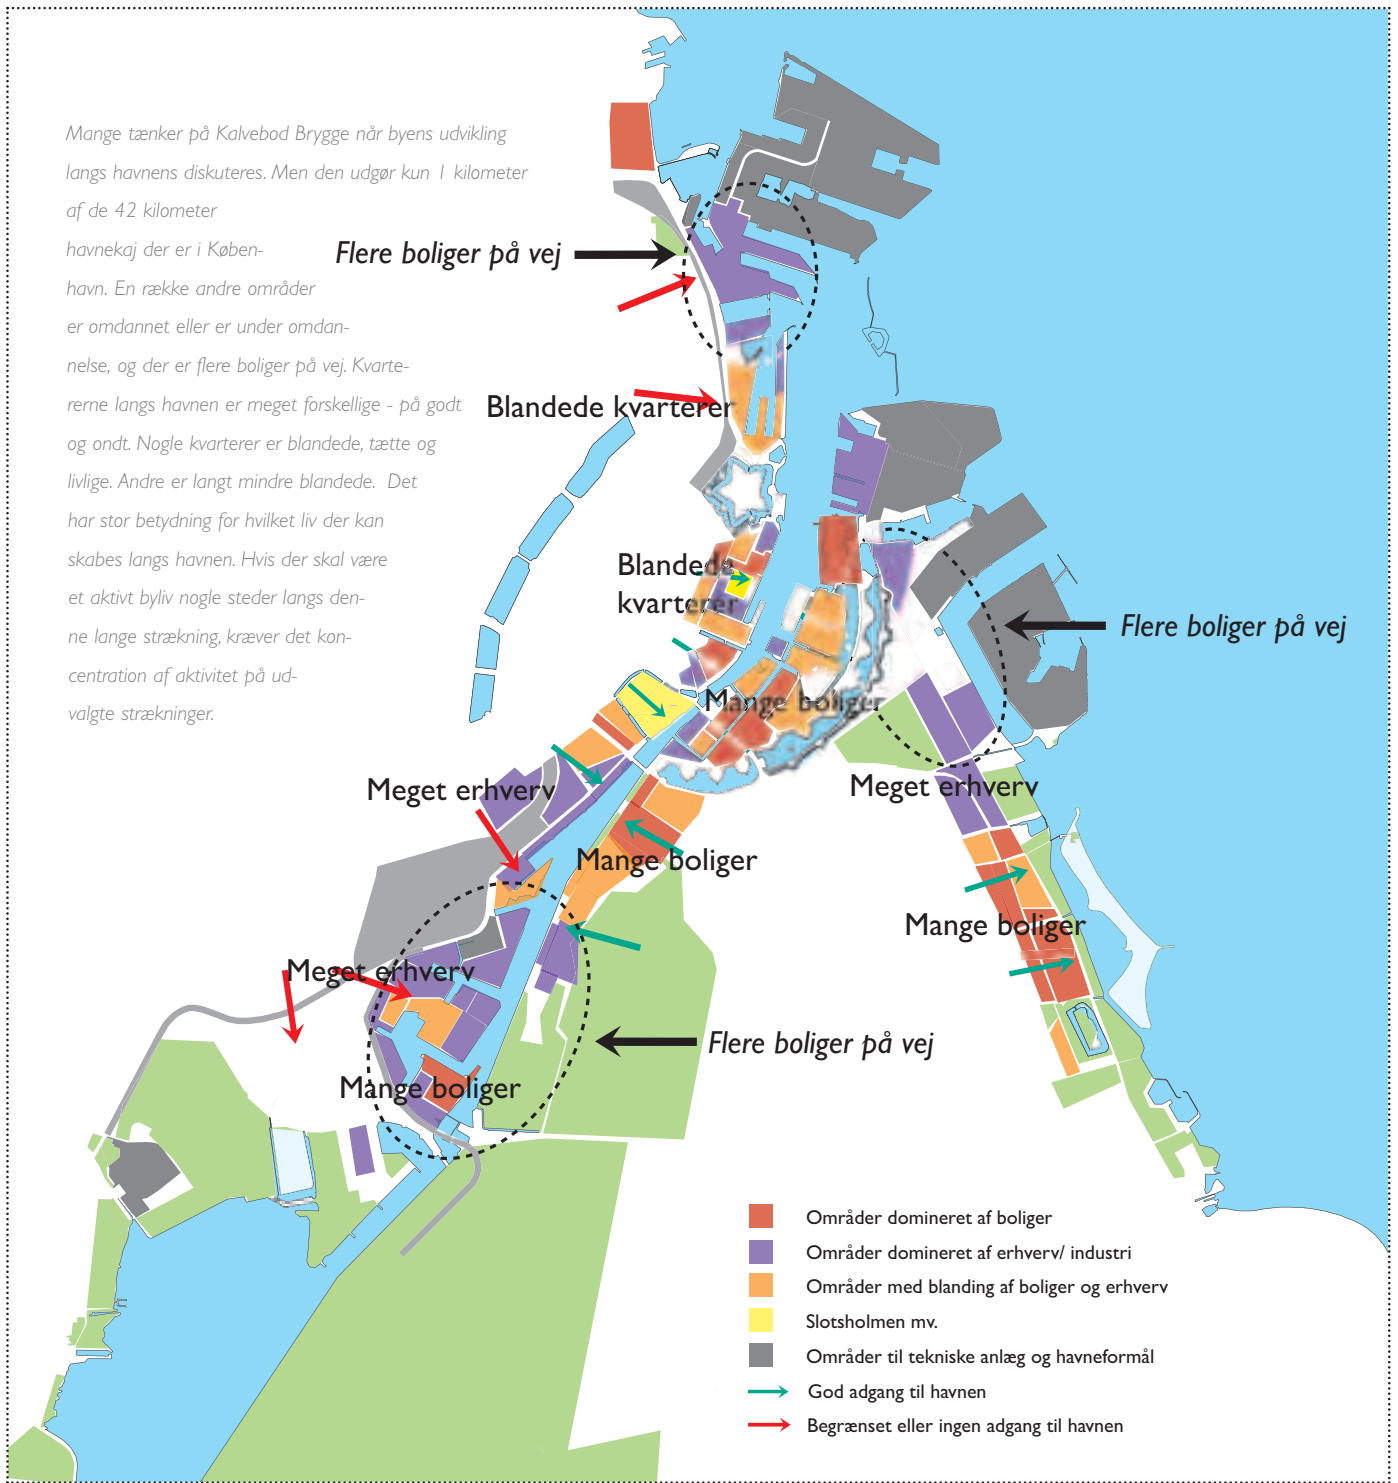 Mange tænker på Kalvebod Brygge når byens udvikling
langs havnens diskuteres. Men den udgør kun 1 kilometer
af de 42 kilometer
havnekaj der er i Køben-
havn. En række andre områder
er omdannet eller er under omdan-
nelse, og der er flere boliger på vej. Kvarte-
rerne langs havnen er meget forskellige - på godt
og ondt. Nogle kvarterer er blandede, tætte og
livlige. Andre er langt mindre blandede. Det
har stor betydning for hvilket liv der kan
skabes langs havnen. Hvis der skal være
et aktivt byliv nogle steder langs den-
ne lange strækning, kræver det kon-
centration af aktivitet på ud-
valgte strækninger.
Flere boliger på vej
Blandede kvarterer
Blandede
kvarterer
Flere boliger på vej
Mange boliger
Meget erhverv
Meget erhverv
Mange boliger
Mange boliger
Meget erhverv
Flere boliger på vej
Mange boliger
Områder domineret af boliger
Områder domineret af erhverv/ industri
Områder med blanding af boliger og erhverv
Slotsholmen mv.
Områder til tekniske anlæg og havneformål
God adgang til havnen
Begrænset eller ingen adgang til havnen